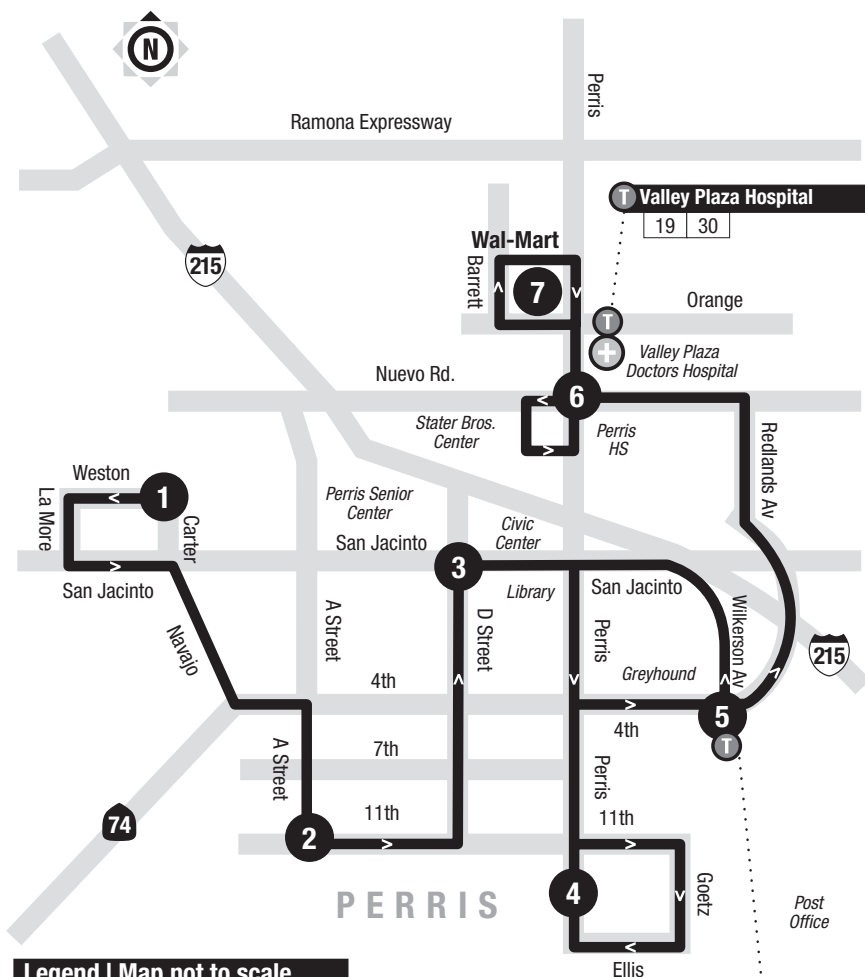 N
Ramona Expressway
Perris
T Valley Plaza Hospital
19 30
215
Wal-Mart
Barrett
7
Orange
T
Valley Plaza
Doctors Hospital
Nuevo Rd.
6
Stater Bros.
Center
Perris
HS
Redlands Av
Weston
1
La More
Carter
Perris Senior
Center
Civic
Center
San Jacinto
3
San Jacinto
Library
San Jacinto
Navajo
A Street
D Street
Perris
Wilkerson Av
215
Greyhound
4th
4th
5
T
A Street
7th
Perris
11th
11th
74
2
4
Goetz
PERRIS
Post
Office
Ellis
Legend | Map not to scale